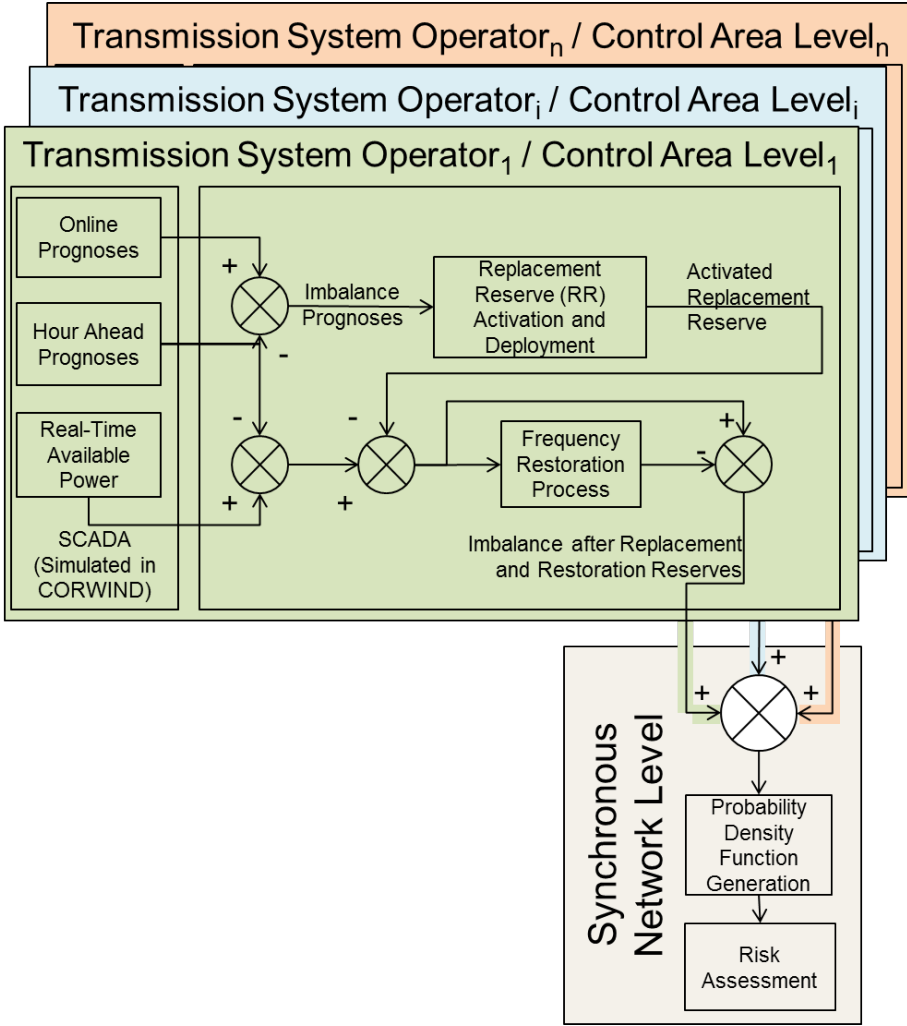 Transmission System Operatorn / Control Area Leveln
Transmission System Operatori / Control Area Leveli
Transmission System Operator1 / Control Area Level1
Online
Prognoses
+
Imbalance
Prognoses
Replacement
Reserve (RR)
Activation and
Deployment
Activated
Replacement
Reserve
Hour Ahead
Prognoses
-
-
-
+
Real-Time
Available
Power
+
+
Frequency
Restoration
Process
-
SCADA
(Simulated in
CORWIND)
Imbalance after Replacement
and Restoration Reserves
+
+
+
Synchronous
Network Level
Probability
Density
Function
Generation
Risk
Assessment